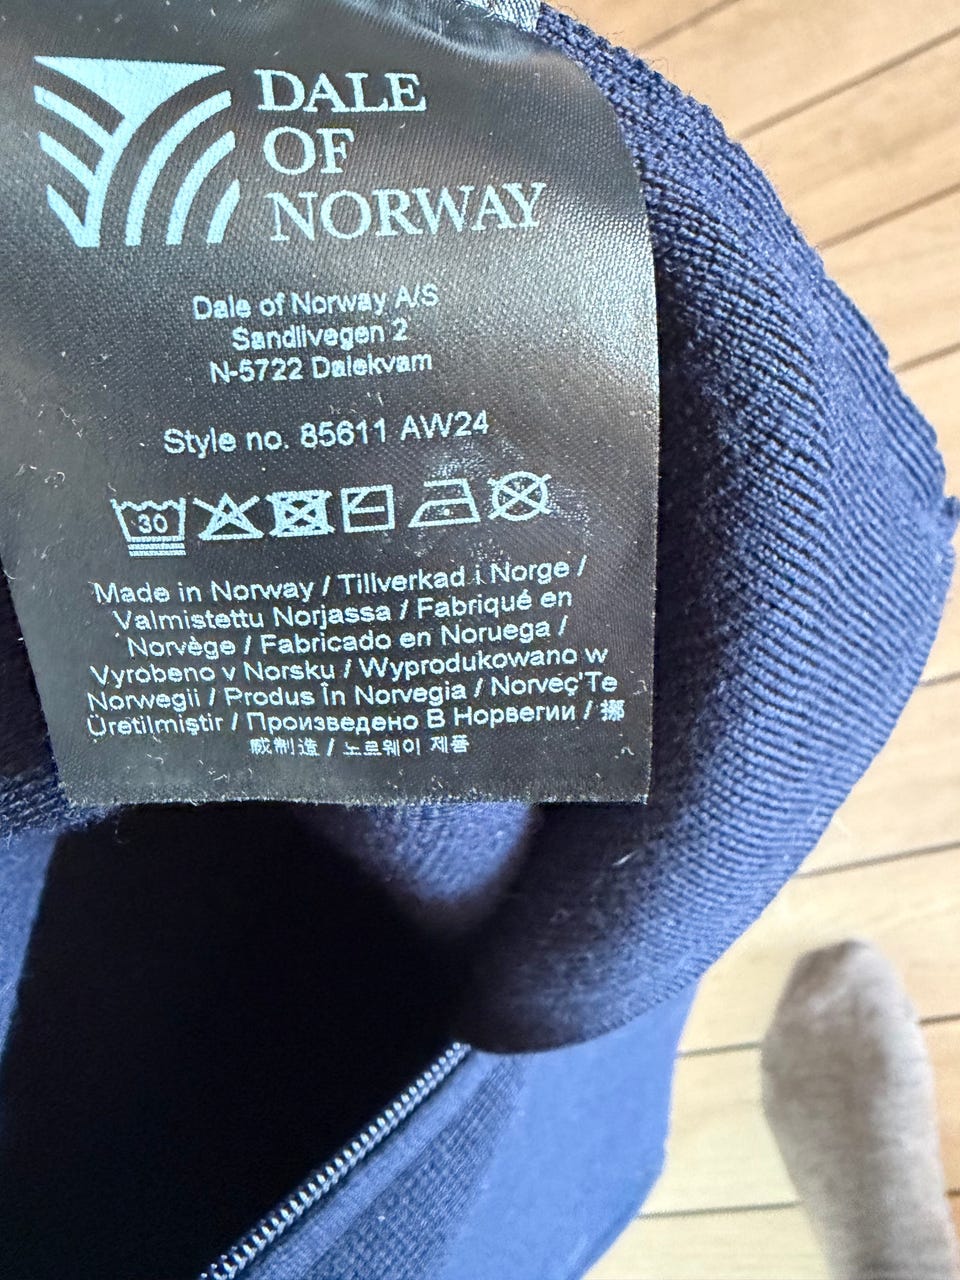 DALE
OF
NORWAY
Dale of Norway A/S
Sandlivegen 2
N-5722 Dalekvam
Style no. 85611 AW24
30
Made in Norway / Tillverkad i Norge /
Valmistettu Norjassa / Fabriqué en
Norvège / Fabricado en Noruega /
Vyrobeno v Norsku / Wyprodukowano w
Norwegii / Produs În Norvegia / Norveç'Te
Üretilmiştir / Произведено В Норвегии / 挪
威制造 / 노르웨이 제품